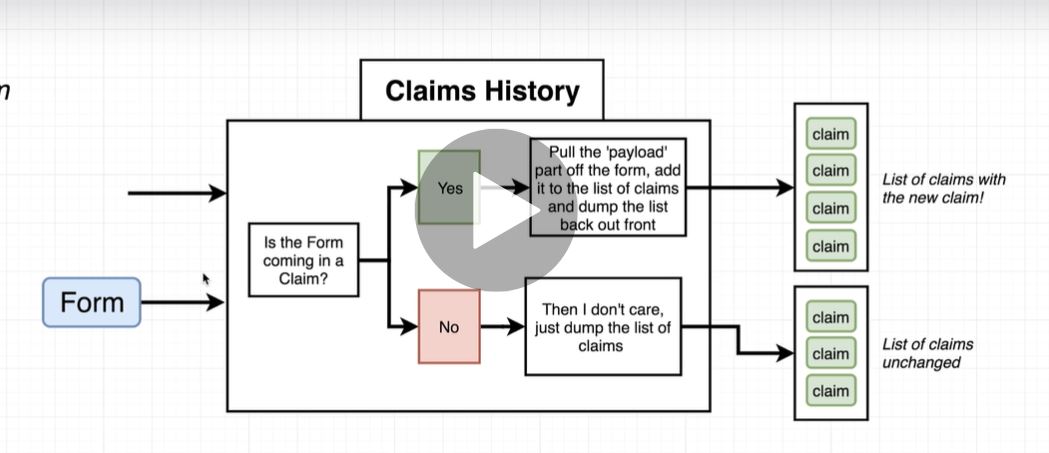 n
Claims History
Yes
Pull the 'payload'
part off the form, add
it to the list of claims
and dump the list
back out front
claim
claim
claim
claim
List of claims with
the new claim!
Is the Form
coming in a
Claim?
Form
No
Then I don't care,
just dump the list of
claims
claim
claim
claim
List of claims
unchanged